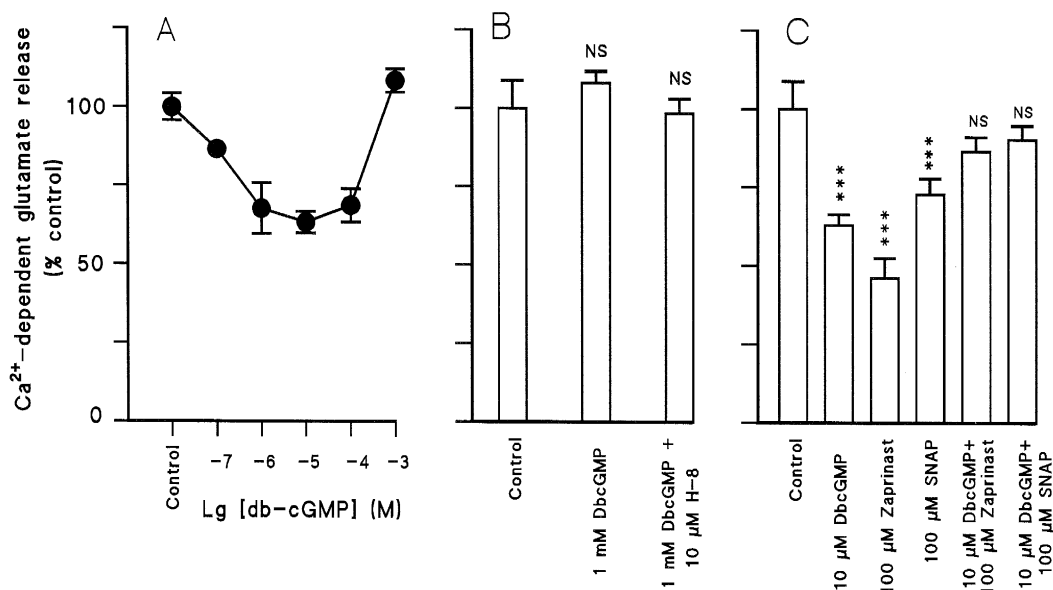 A
Ca²⁺-dependent glutamate release
(% control)
100
50
0
Control
-7
-6
-5
-4
-3
Lg [db-cGMP] (M)
B
NS
NS
Control
1 mM DbcGMP
1 mM DbcGMP +
10 µM H-8
C
***
***
***
NS
NS
Control
10 µM DbcGMP
100 µM Zaprinast
100 µM SNAP
10 µM DbcGMP+
100 µM Zaprinast
10 µM DbcGMP+
100 µM SNAP